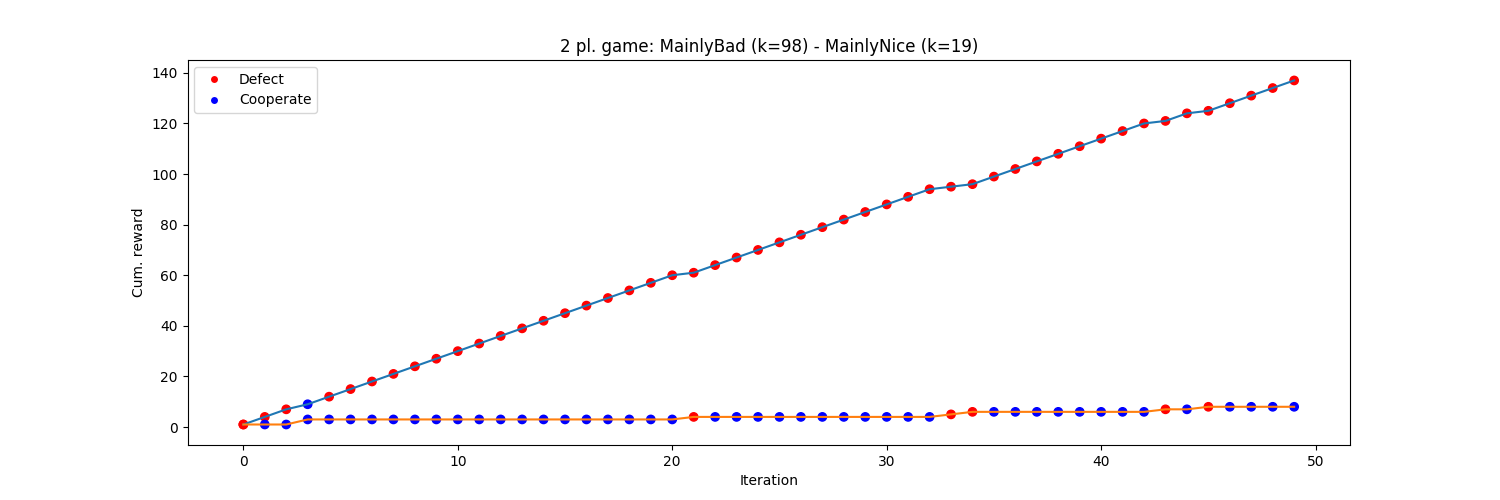 2 pl. game: MainlyBad (k=98) - MainlyNice (k=19)
Defect
Cooperate
140
120
100
80
60
40
20
0
Cum. reward
0 10 20 30 40 50
Iteration